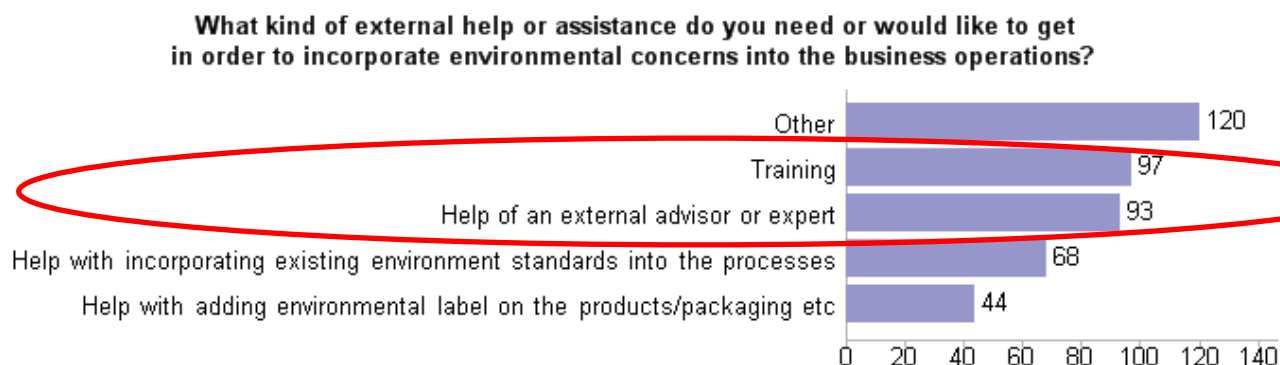 What kind of external help or assistance do you need or would like to get
in order to incorporate environmental concerns into the business operations?
Other 120
Training 97
Help of an external advisor or expert 93
Help with incorporating existing environment standards into the processes 68
Help with adding environmental label on the products/packaging etc 44
0 20 40 60 80 100 120 140